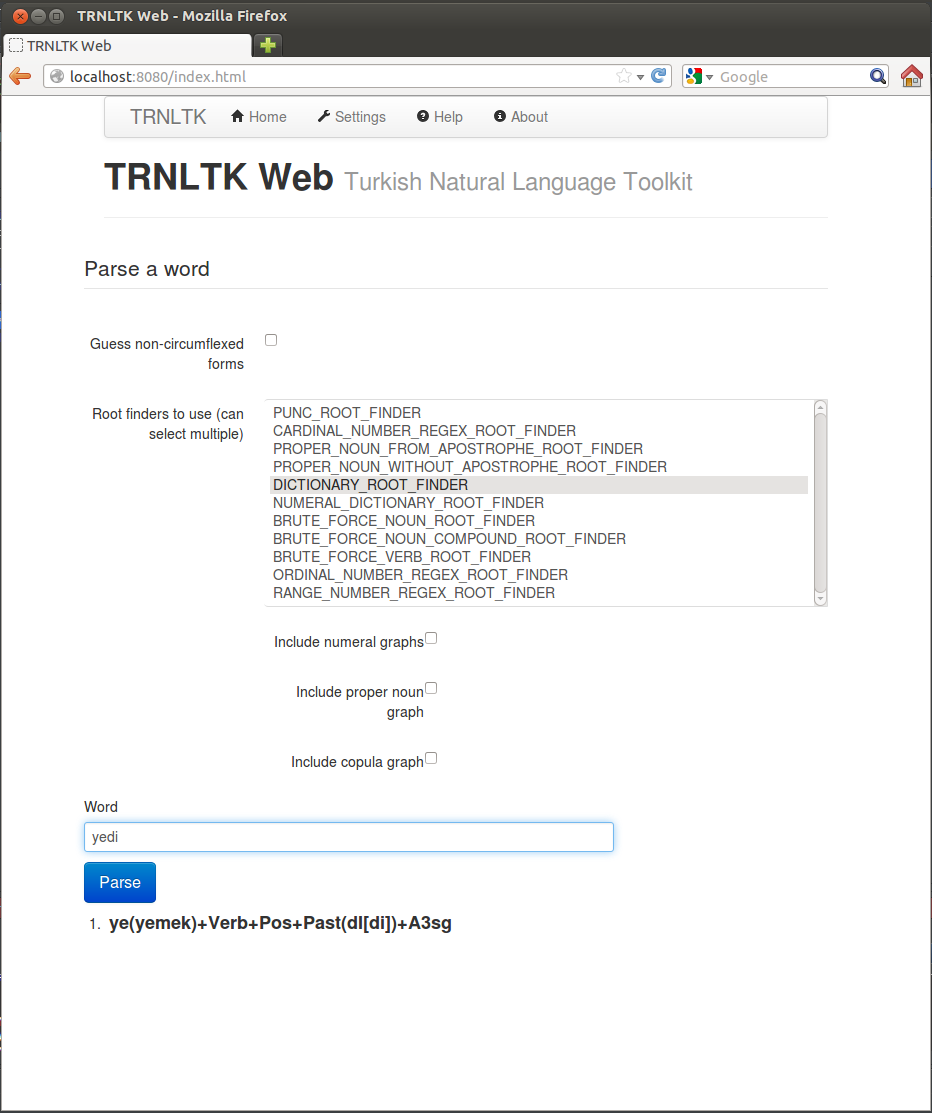 TRNLTK Web - Mozilla Firefox
TRNLTK Web
localhost:8080/index.html
Google
TRNLTK Home Settings Help About
TRNLTK Web Turkish Natural Language Toolkit
Parse a word
Guess non-circumflexed
forms
Root finders to use (can
select multiple)
PUNC_ROOT_FINDER
CARDINAL_NUMBER_REGEX_ROOT_FINDER
PROPER_NOUN_FROM_APOSTROPHE_ROOT_FINDER
PROPER_NOUN_WITHOUT_APOSTROPHE_ROOT_FINDER
DICTIONARY_ROOT_FINDER
NUMERAL_DICTIONARY_ROOT_FINDER
BRUTE_FORCE_NOUN_ROOT_FINDER
BRUTE_FORCE_NOUN_COMPOUND_ROOT_FINDER
BRUTE_FORCE_VERB_ROOT_FINDER
ORDINAL_NUMBER_REGEX_ROOT_FINDER
RANGE_NUMBER_REGEX_ROOT_FINDER
Include numeral graphs
Include proper noun
graph
Include copula graph
Word
yedi
Parse
1. ye(yemek)+Verb+Pos+Past(dI[di])+A3sg